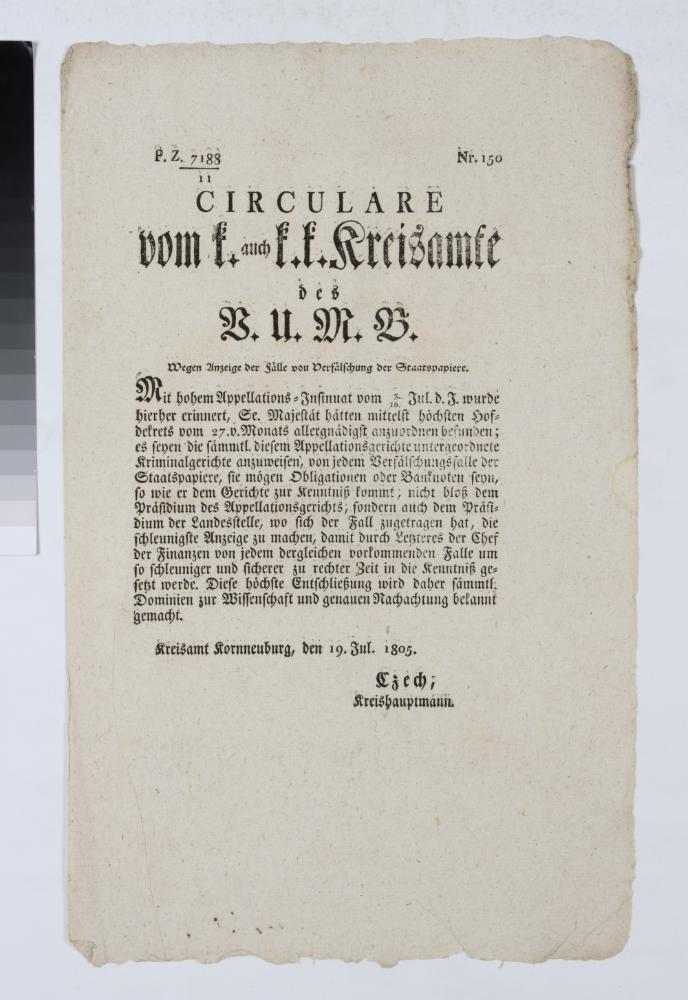 P. Z. 7188 Nr. 150
11
CIRCULARE
vom k. auch k. k. Kreisamte
des
V. U. M. B.
Wegen Anzeige der Fälle von Verfälschung der Staatspapiere.
Mit hohem Appellations-Insinuat vom 5/16. Jul. d. J. wurde
hierher erinnert, Se. Majestät hätten mittelst höchsten Hof-
dekrets vom 27. v. Monats allergnädigst anzuordnen befunden;
es seyen die sämmtl. diesem Appellationsgerichte untergeordnete
Kriminalgerichte anzuweisen, von jedem Verfälschungsfalle der
Staatspapiere, sie mögen Obligationen oder Banknoten seyn,
so wie er dem Gerichte zur Kenntniß kommt, nicht bloß dem
Präsidium des Appellationsgerichts, sondern auch dem Präsi-
dium der Landesstelle, wo sich der Fall zugetragen hat, die
schleunigste Anzeige zu machen, damit durch Letzteres der Chef
der Finanzen von jedem dergleichen vorkommenden Falle um
so schleuniger und sicherer zu rechter Zeit in die Kenntniß ge-
setzt werde. Diese höchste Entschließung wird daher sämmtl.
Dominien zur Wissenschaft und genauen Nachachtung bekannt
gemacht.
Kreisamt Kornneuburg, den 19. Jul. 1805.
Czech,
Kreishauptmann.